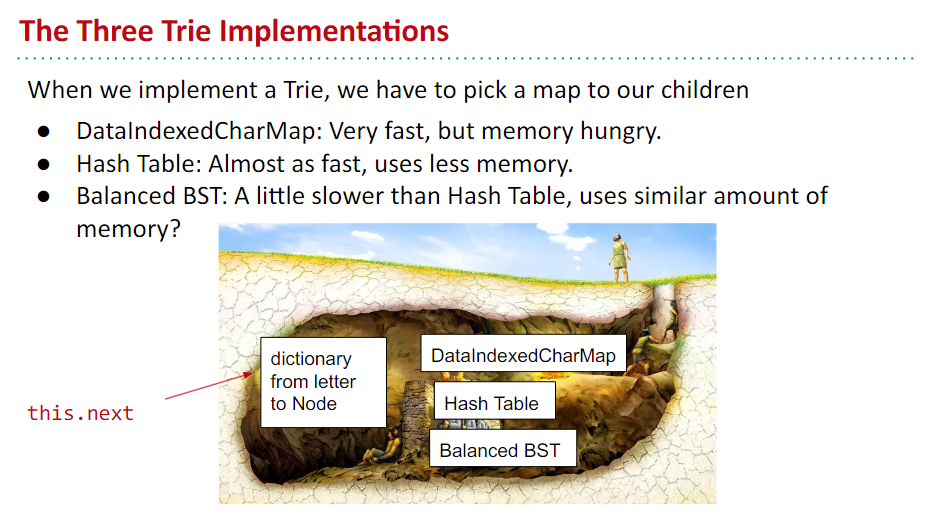 The Three Trie Implementations
When we implement a Trie, we have to pick a map to our children
● DataIndexedCharMap: Very fast, but memory hungry.
● Hash Table: Almost as fast, uses less memory.
● Balanced BST: A little slower than Hash Table, uses similar amount of
memory?
dictionary
from letter
to Node
DataIndexedCharMap
Hash Table
Balanced BST
this.next